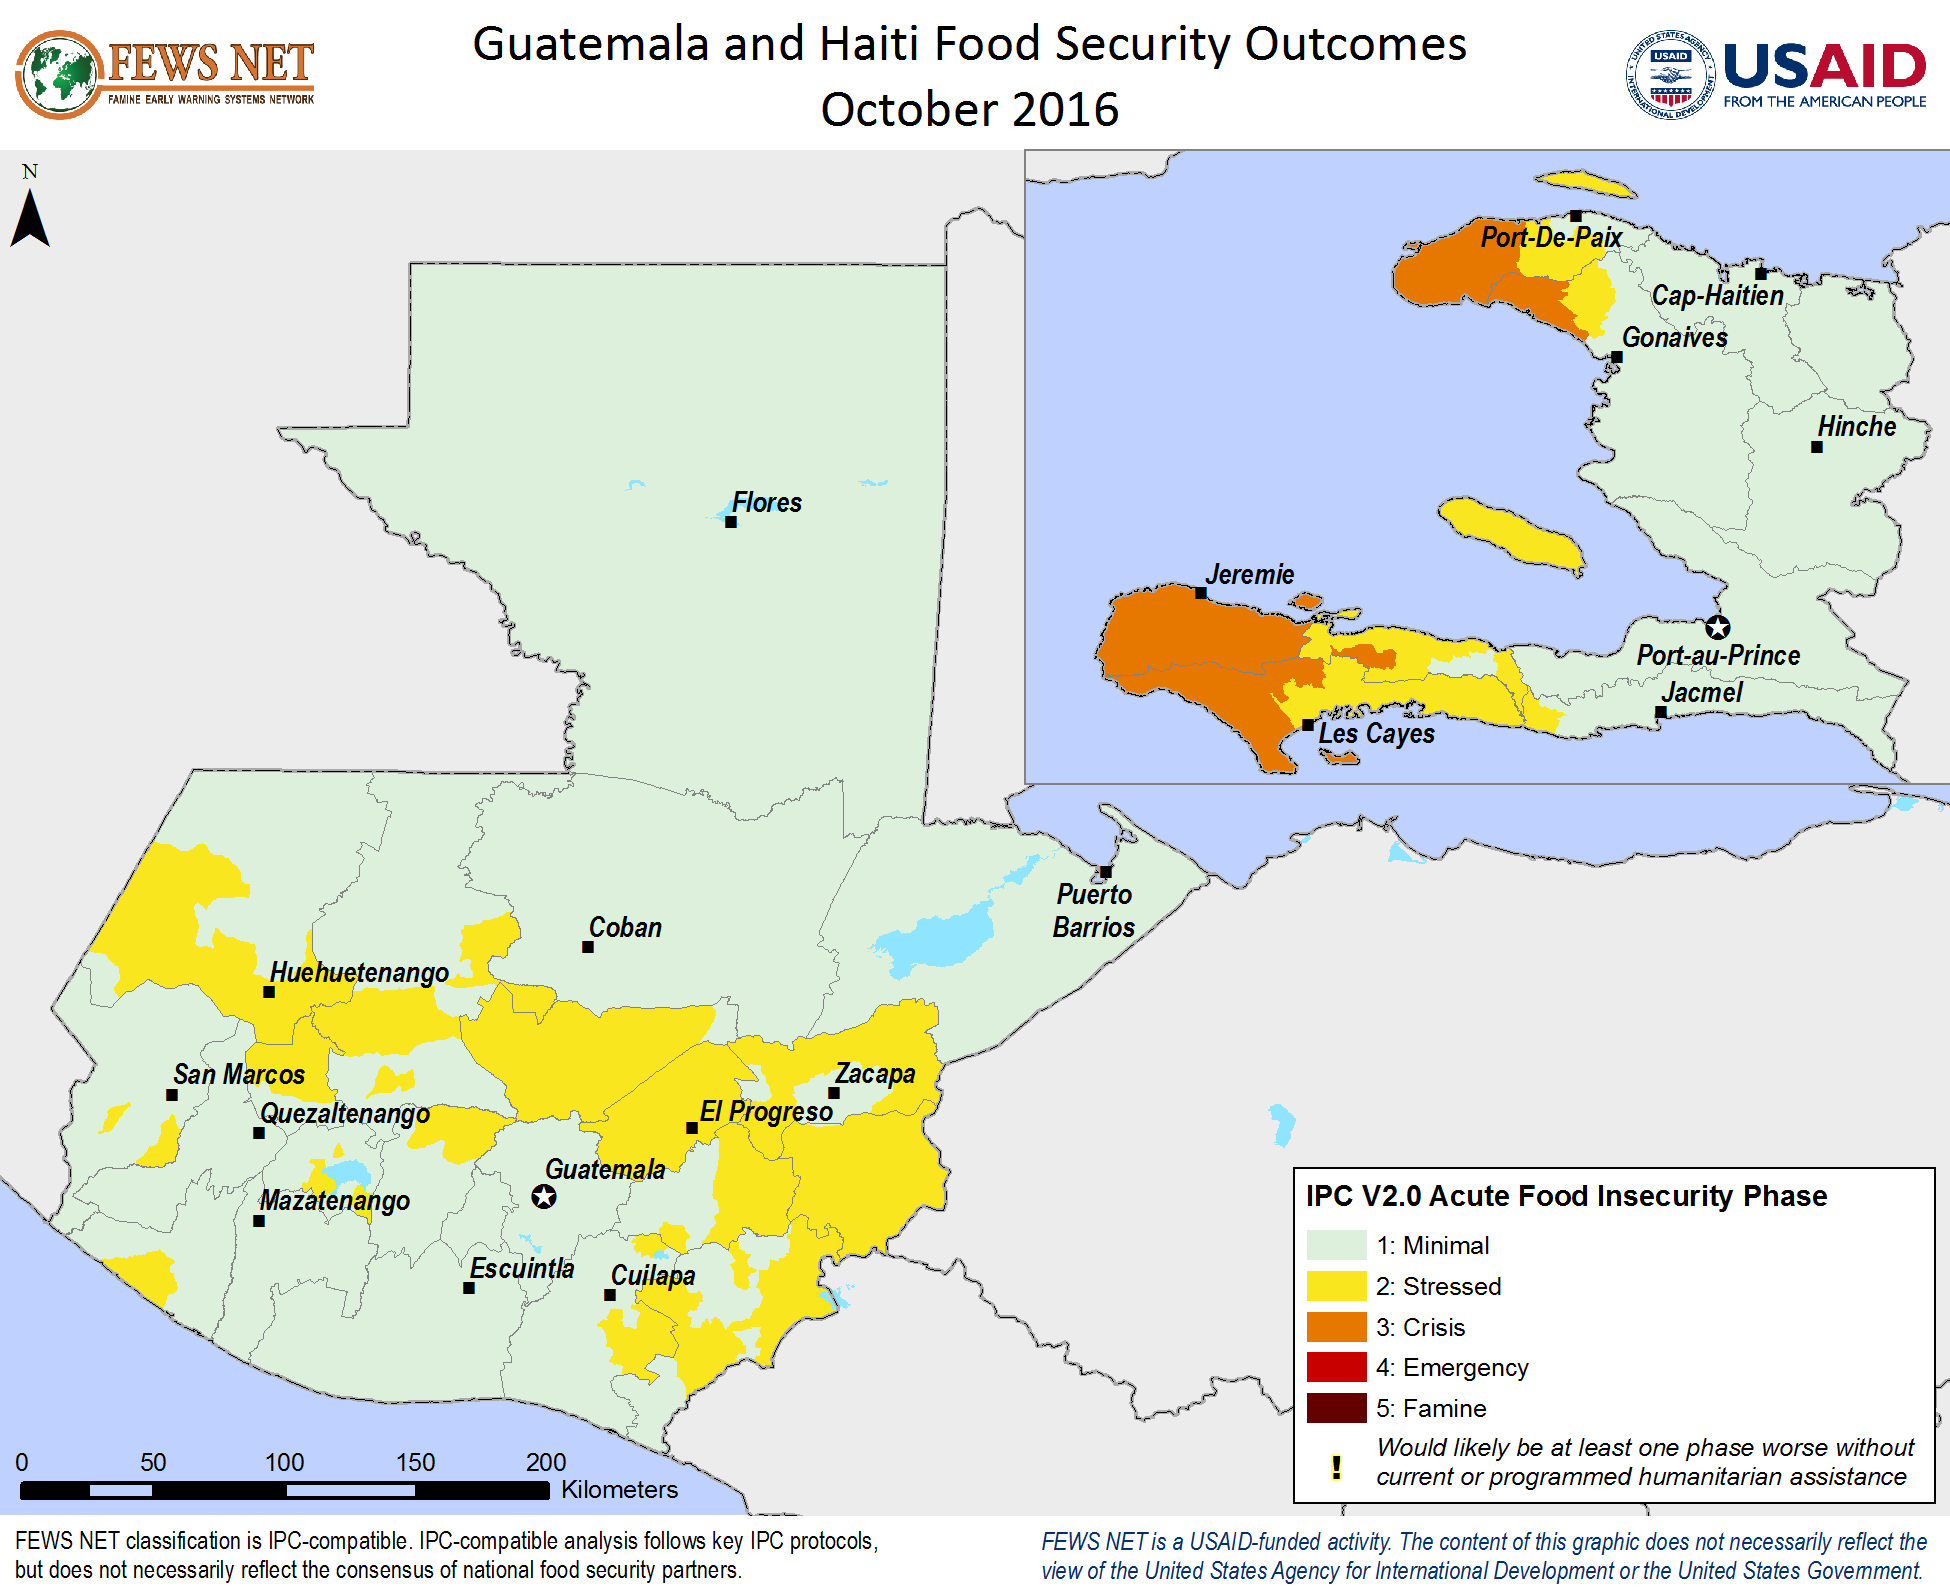 FEWS NET
FAMINE EARLY WARNING SYSTEMS NETWORK
Guatemala and Haiti Food Security Outcomes
October 2016
UNITED STATES AGENCY
USAID
INTERNATIONAL DEVELOPMENT
USAID
FROM THE AMERICAN PEOPLE
N
Port-De-Paix
Cap-Haitien
Gonaives
Hinche
Jeremie
Port-au-Prince
Jacmel
Les Cayes
Flores
Puerto
Barrios
Coban
Huehuetenango
San Marcos
Zacapa
Quezaltenango
El Progreso
Guatemala
Mazatenango
Escuintla
Cuilapa
IPC V2.0 Acute Food Insecurity Phase
1: Minimal
2: Stressed
3: Crisis
4: Emergency
5: Famine
! Would likely be at least one phase worse without
current or programmed humanitarian assistance
0 50 100 150 200
Kilometers
FEWS NET classification is IPC-compatible. IPC-compatible analysis follows key IPC protocols,
but does not necessarily reflect the consensus of national food security partners.
FEWS NET is a USAID-funded activity. The content of this graphic does not necessarily reflect the
view of the United States Agency for International Development or the United States Government.